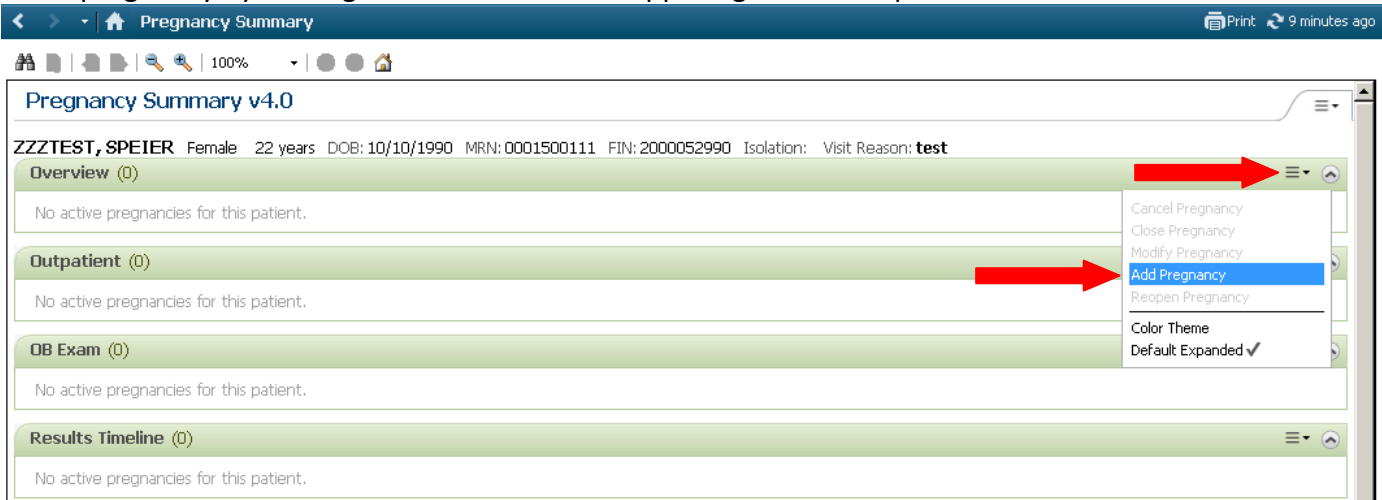 Pregnancy Summary Print 9 minutes ago
100%
Pregnancy Summary v4.0
ZZZTEST, SPEIER Female 22 years DOB: 10/10/1990 MRN: 0001500111 FIN: 2000052990 Isolation: Visit Reason: test
Overview (0)
No active pregnancies for this patient.
Cancel Pregnancy
Close Pregnancy
Modify Pregnancy
Add Pregnancy
Reopen Pregnancy
Color Theme
Default Expanded ✓
Outpatient (0)
No active pregnancies for this patient.
OB Exam (0)
No active pregnancies for this patient.
Results Timeline (0)
No active pregnancies for this patient.